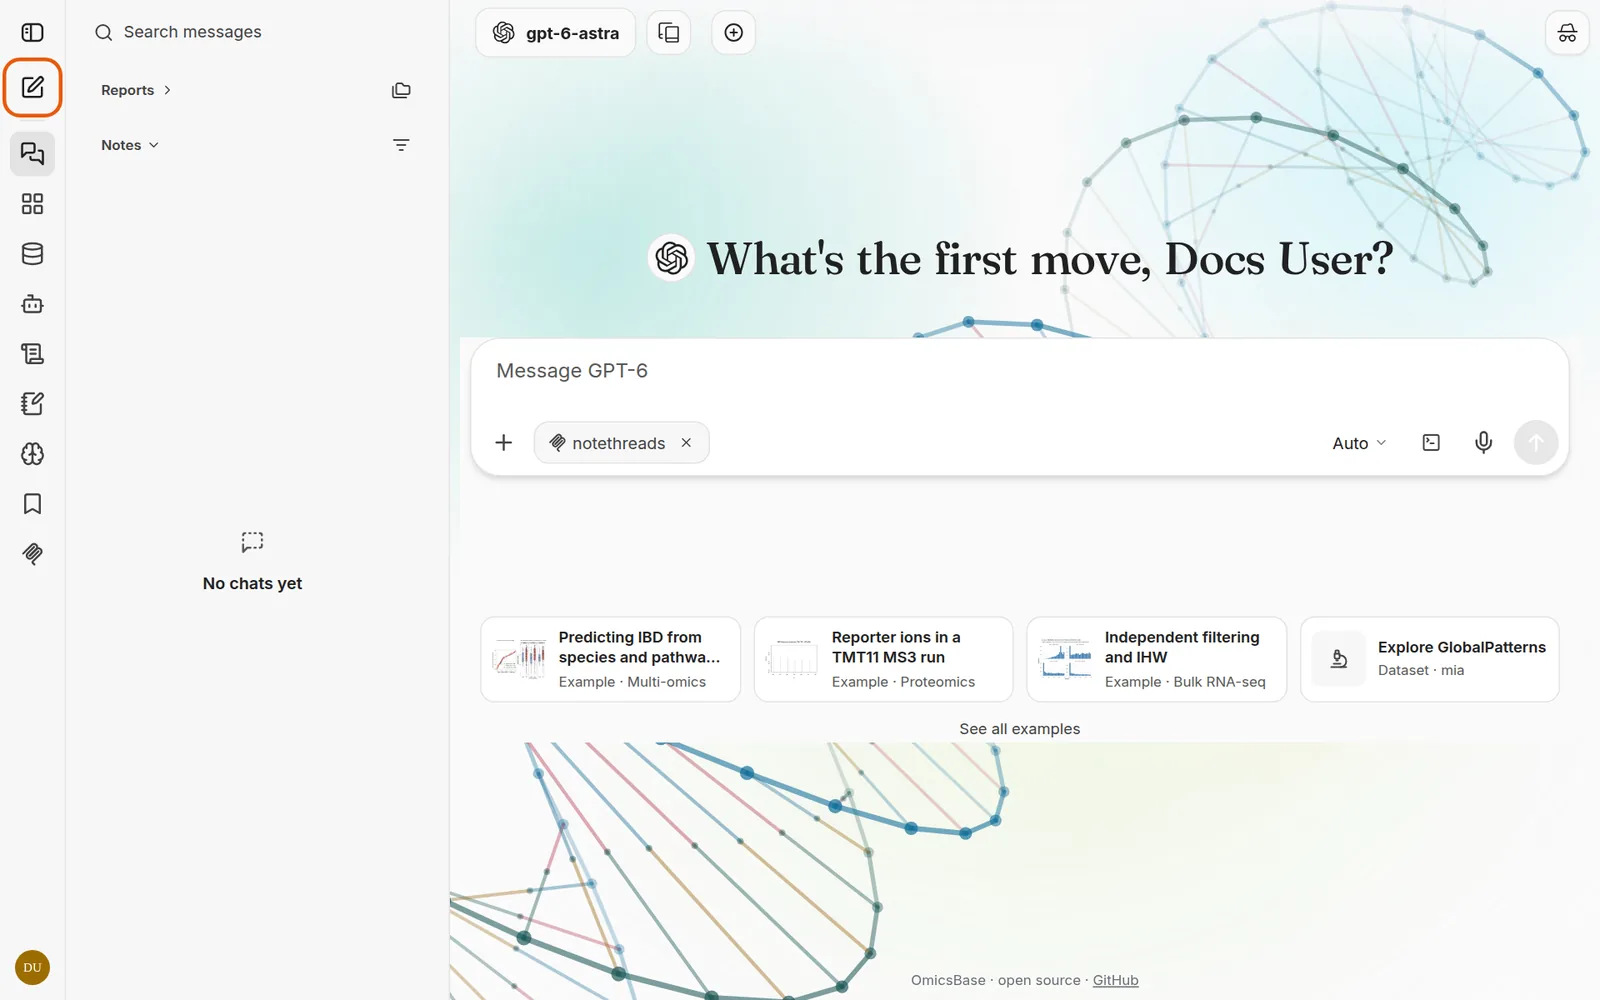 Search messages
Reports
Notes
No chats yet
DU
gpt-6-astra
What's the first move, Docs User?
Message GPT-6
notethreads
Auto
Predicting IBD from
species and pathwa...
Example · Multi-omics
Reporter ions in a
TMT11 MS3 run
Example · Proteomics
Independent filtering
and IHW
Example · Bulk RNA-seq
Explore GlobalPatterns
Dataset · mia
See all examples
OmicsBase · open source · GitHub